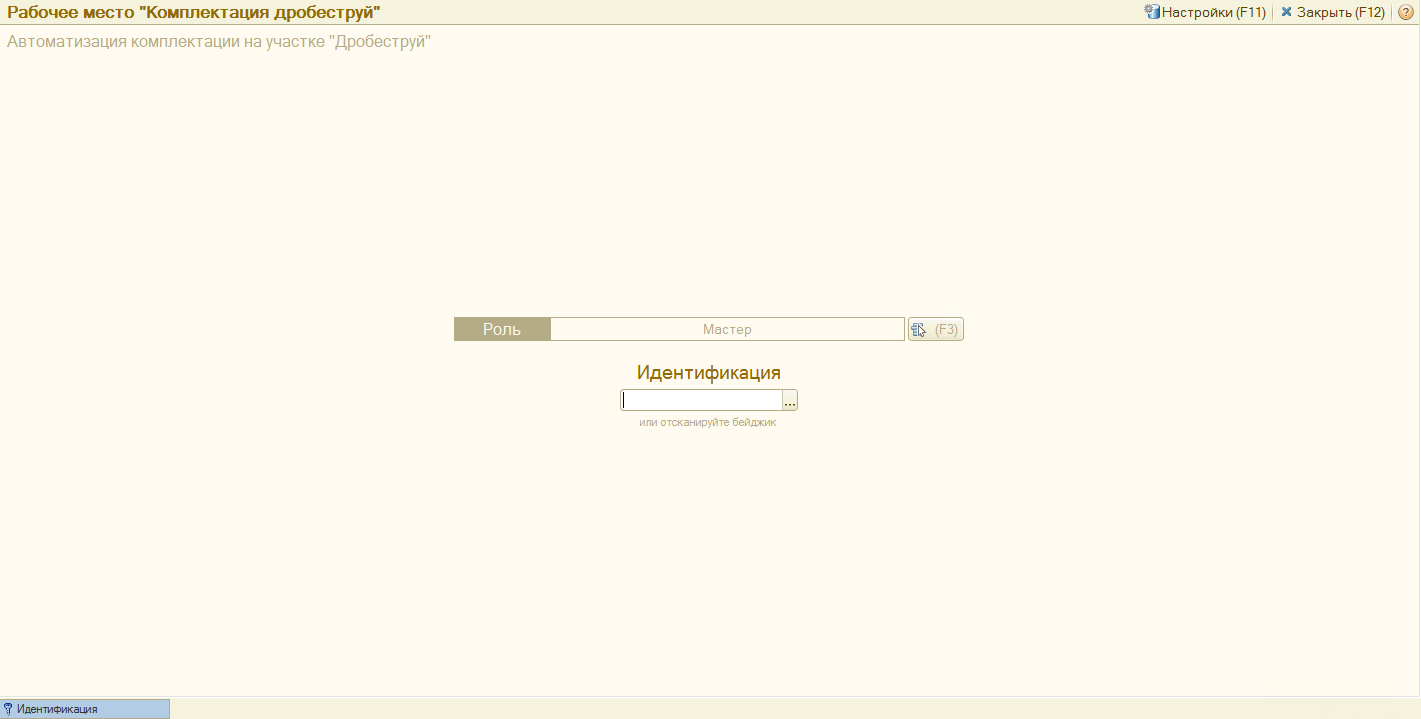 Рабочее место "Комплектация дробеструй"
Настройки (F11)
Закрыть (F12)
?
Автоматизация комплектации на участке "Дробеструй"
Роль
Мастер
(F3)
Идентификация
...
или отсканируйте бейджик
Идентификация